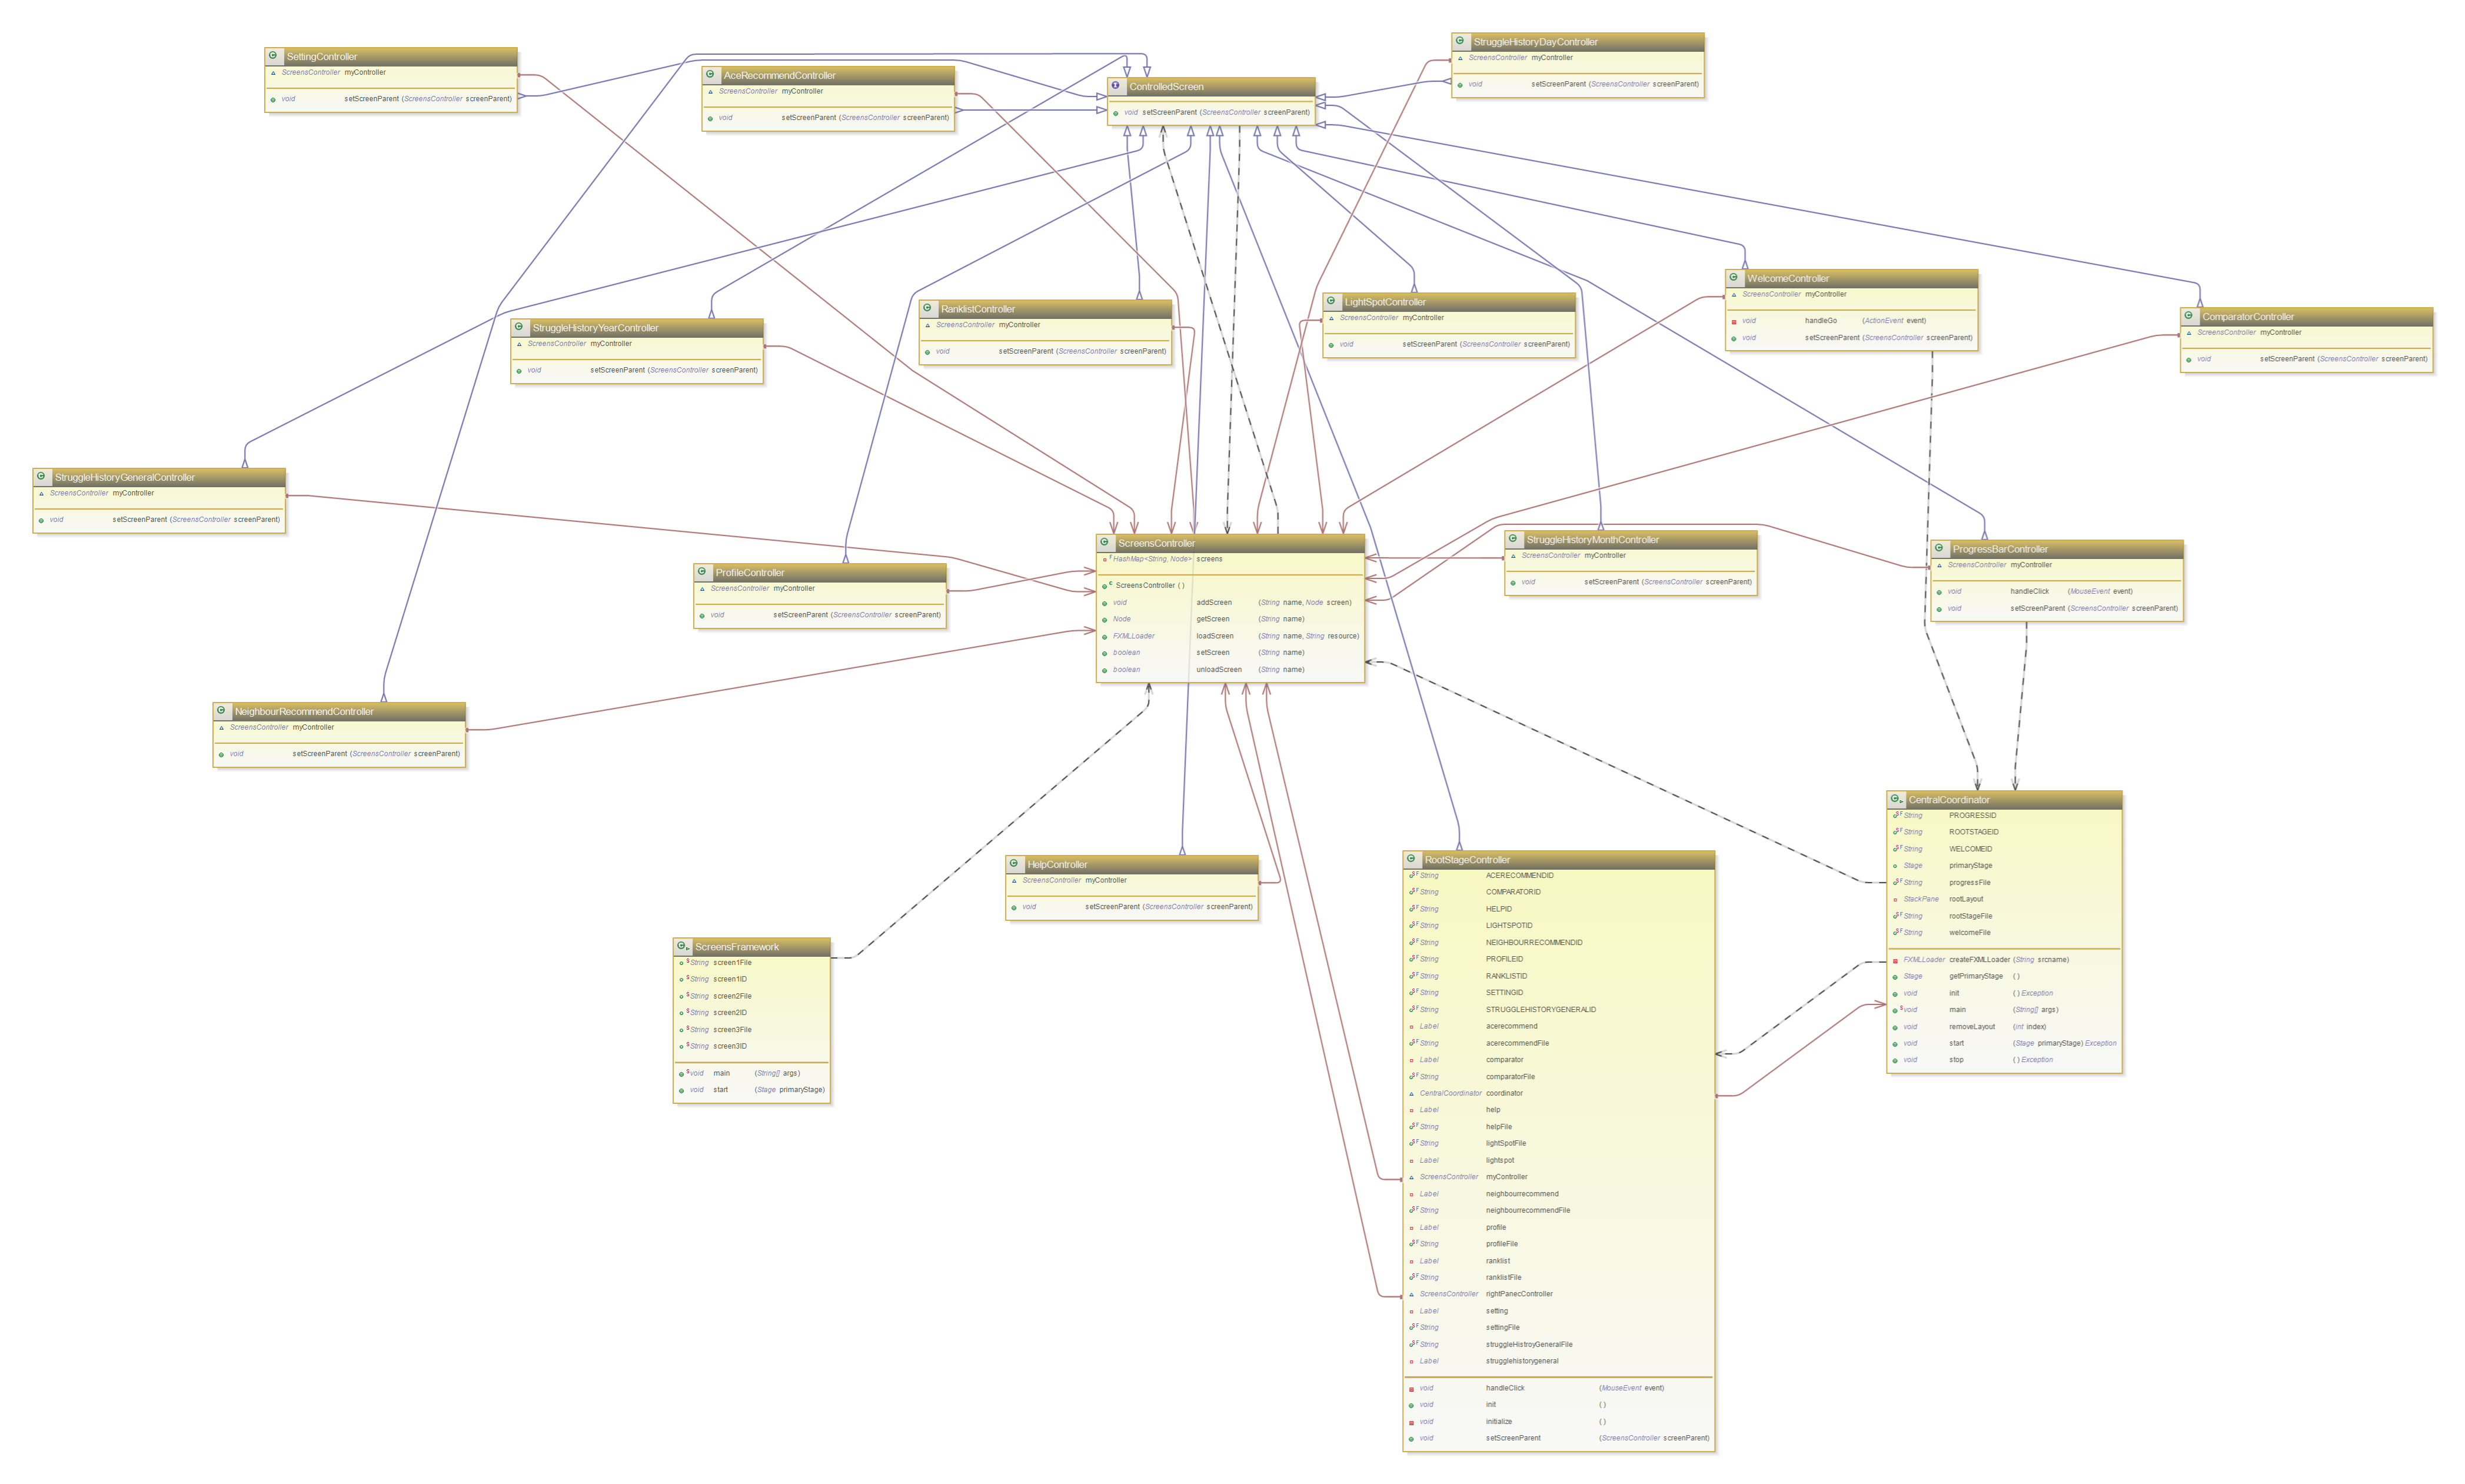 SettingController
ScreensController myController
void setScreenParent (ScreensController screenParent)
AceRecommendController
ScreensController myController
void setScreenParent (ScreensController screenParent)
ControlledScreen
void setScreenParent (ScreensController screenParent)
StruggleHistoryDayController
ScreensController myController
void setScreenParent (ScreensController screenParent)
StruggleHistoryYearController
ScreensController myController
void setScreenParent (ScreensController screenParent)
RanklistController
ScreensController myController
void setScreenParent (ScreensController screenParent)
LightSpotController
ScreensController myController
void setScreenParent (ScreensController screenParent)
WelcomeController
ScreensController myController
void handleGo (ActionEvent event)
void setScreenParent (ScreensController screenParent)
ComparatorController
ScreensController myController
void setScreenParent (ScreensController screenParent)
StruggleHistoryGeneralController
ScreensController myController
void setScreenParent (ScreensController screenParent)
ProfileController
ScreensController myController
void setScreenParent (ScreensController screenParent)
ScreensController
HashMap<String, Node> screens
ScreensController ( )
void addScreen (String name, Node screen)
Node getScreen (String name)
FXMLLoader loadScreen (String name, String resource)
boolean setScreen (String name)
boolean unloadScreen (String name)
StruggleHistoryMonthController
ScreensController myController
void setScreenParent (ScreensController screenParent)
ProgressBarController
ScreensController myController
void handleClick (MouseEvent event)
void setScreenParent (ScreensController screenParent)
NeighbourRecommendController
ScreensController myController
void setScreenParent (ScreensController screenParent)
HelpController
ScreensController myController
void setScreenParent (ScreensController screenParent)
ScreensFramework
String screen1File
String screen1ID
String screen2File
String screen2ID
String screen3File
String screen3ID
void main (String[] args)
void start (Stage primaryStage)
RootStageController
String ACERECOMMENDID
String COMPARATORID
String HELPID
String LIGHTSPOTID
String NEIGHBOURRECOMMENDID
String PROFILEID
String RANKLISTID
String SETTINGID
String STRUGGLEHISTORYGENERALID
Label acerecommend
String acerecommendFile
Label comparator
String comparatorFile
CentralCoordinator coordinator
Label help
String helpFile
String lightSpotFile
Label lightspot
ScreensController myController
Label neighbourrecommend
String neighbourrecommendFile
Label profile
String profileFile
Label ranklist
String ranklistFile
ScreensController rightPanecController
Label setting
String settingFile
String struggleHistroyGeneralFile
Label strugglehistorygeneral
void handleClick (MouseEvent event)
void init ( )
void initialize ( )
void setScreenParent (ScreensController screenParent)
CentralCoordinator
String PROGRESSID
String ROOTSTAGEID
String WELCOMEID
Stage primaryStage
String progressFile
StackPane rootLayout
String rootStageFile
String welcomeFile
FXMLLoader createFXMLLoader (String srcname)
Stage getPrimaryStage ( )
void init ( ) Exception
void main (String[] args)
void removeLayout (int index)
void start (Stage primaryStage) Exception
void stop ( ) Exception